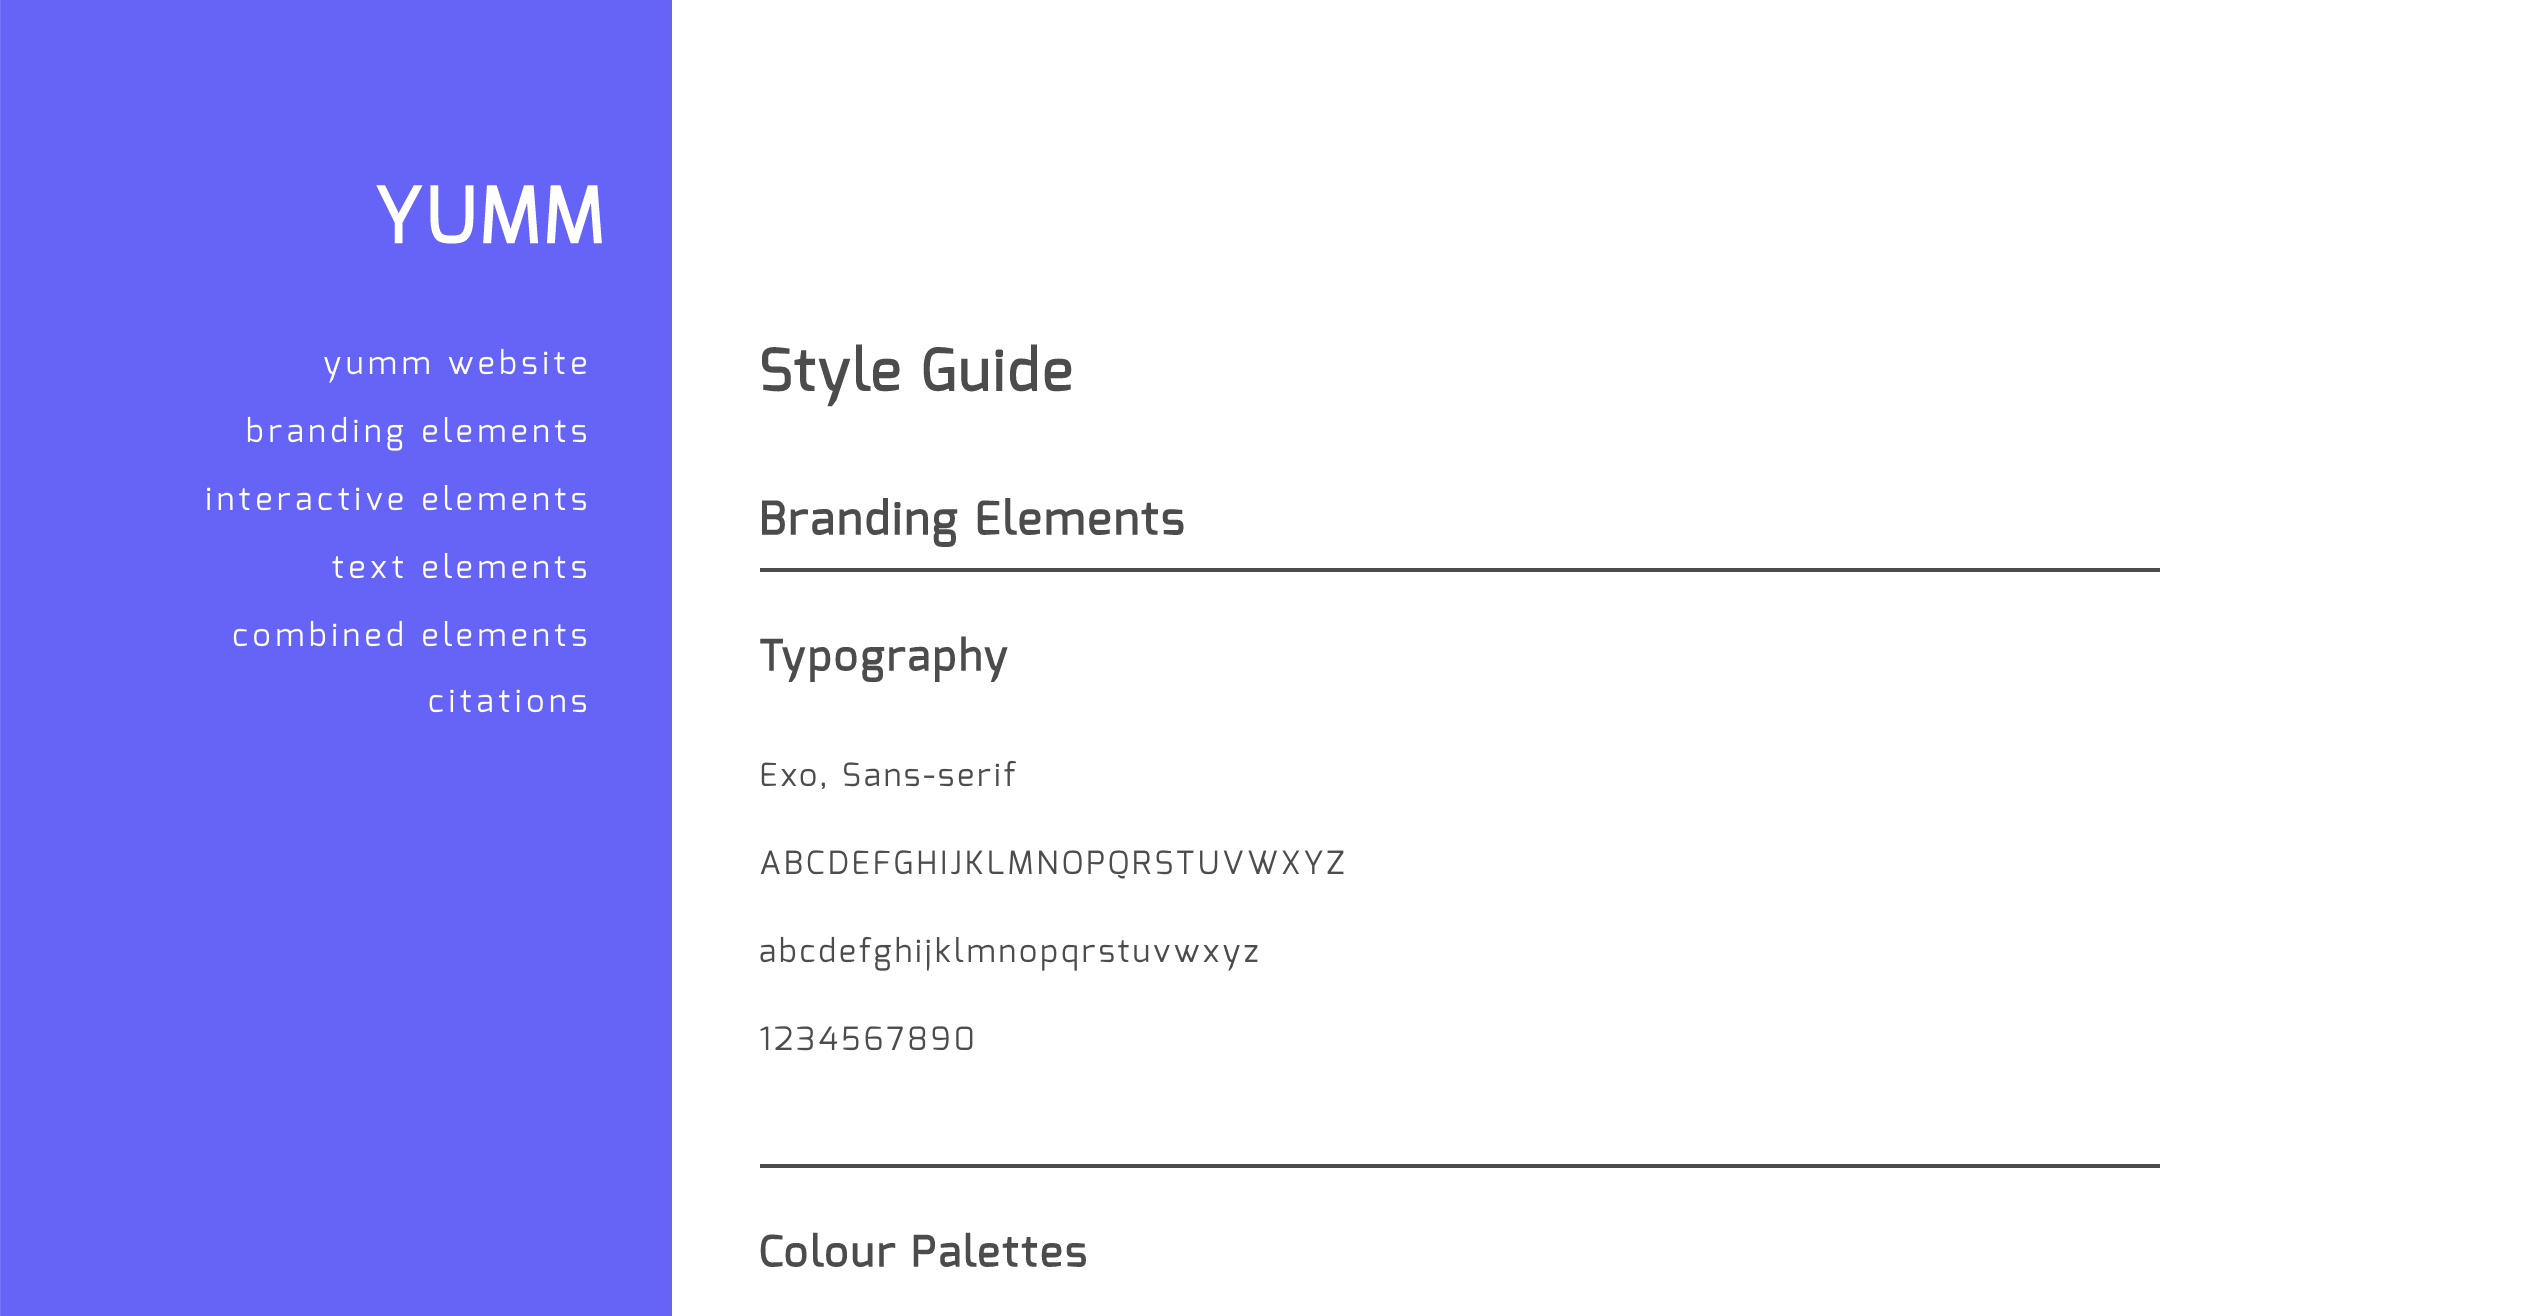 YUMM
yumm website
branding elements
interactive elements
text elements
combined elements
citations
Style Guide
Branding Elements
Typography
Exo, Sans-serif
ABCDEFGHIJKLMNOPQRSTUVWXYZ
abcdefghijklmnopqrstuvwxyz
1234567890
Colour Palettes